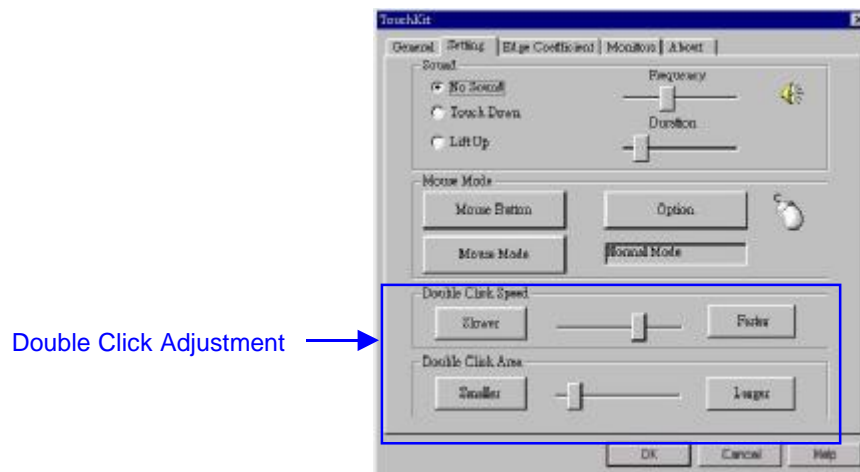 TouchKit
General Setting Edge Coefficient Monitors About
Sound
No Sound
Touch Down
Lift Up
Frequency
Duration
Mouse Mode
Mouse Button
Option
Mouse Mode
Normal Mode
Double Click Adjustment
Double Click Speed
Slower
Faster
Double Click Area
Smaller
Larger
OK Cancel Help